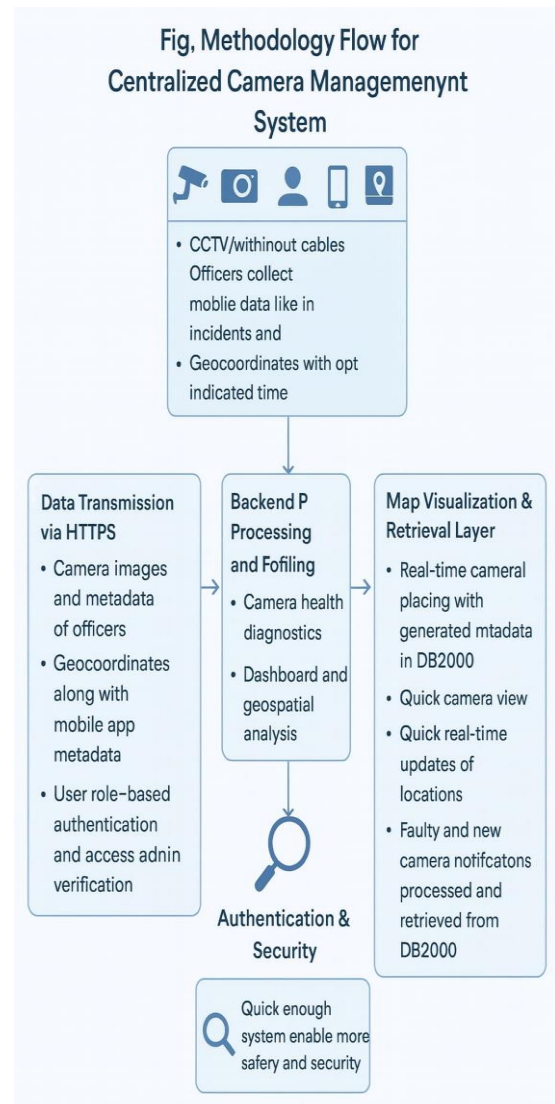 Fig, Methodology Flow for
Centralized Camera Managemenynt
System
• CCTV/withinout cables
Officers collect
moblie data like in
incidents and
• Geocoordinates with opt
indicated time
Data Transmission
via HTTPS
• Camera images
and metadata
of officers
• Geocoordinates
along with
mobile app
metadata
• User role-based
authentication
and access adnin
verification
Backend P
Processing
and Fofiling
• Camera health
diagnostics
• Dashboard and
geospatial
analysis
Map Visualization &
Retrieval Layer
• Real-time cameral
placing with
generated mtadata
in DB2000
• Quick camera view
• Quick real-time
updates of
locations
• Faulty and new
camera notifcatons
processed and
retrieved from
DB2000
Authentication &
Security
Quick enough
system enable more
safery and security